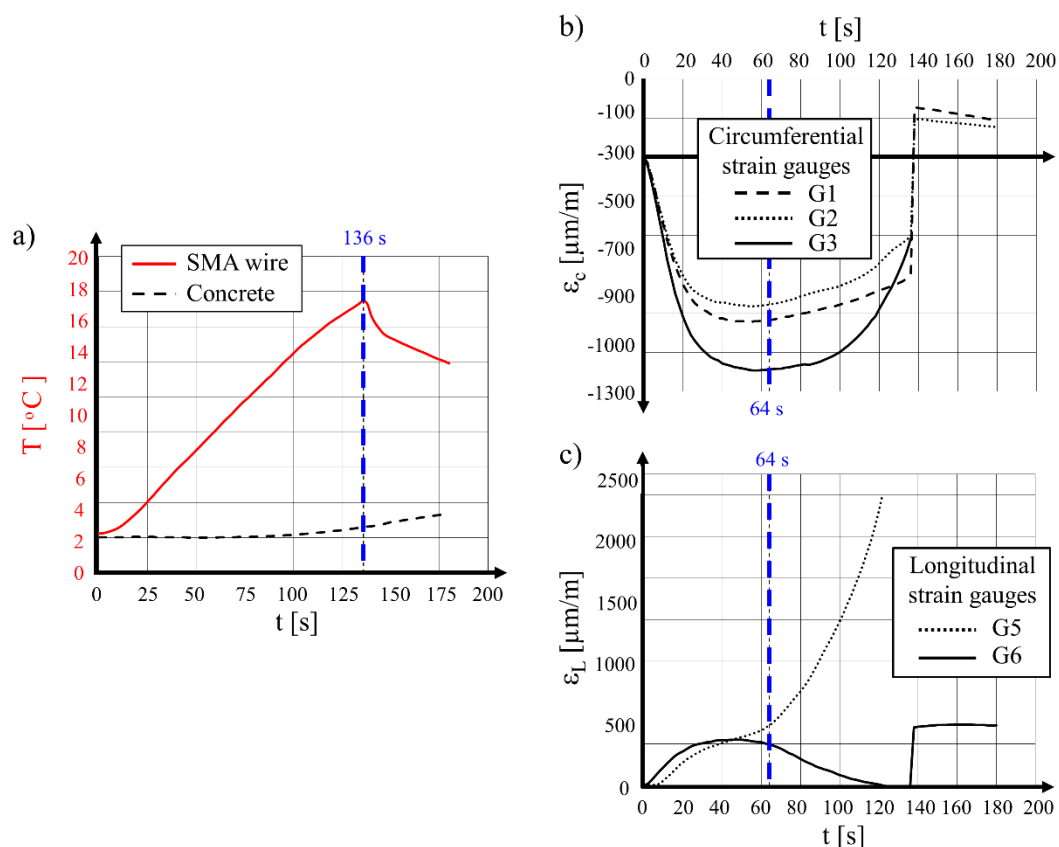 a)
136 s
T [°C]
20
18
16
14
12
10
8
6
4
2
0
SMA wire
Concrete
0 25 50 75 100 125 150 175 200
t [s]
b)
t [s]
0 20 40 60 80 100 120 140 160 180 200
εc [μm/m]
0
-100
-300
-500
-700
-900
-1000
-1300
Circumferential
strain gauges
G1
G2
G3
64 s
c)
64 s
εL [μm/m]
2500
2000
1500
1000
500
0
Longitudinal
strain gauges
G5
G6
0 20 40 60 80 100 120 140 160 180 200
t [s]